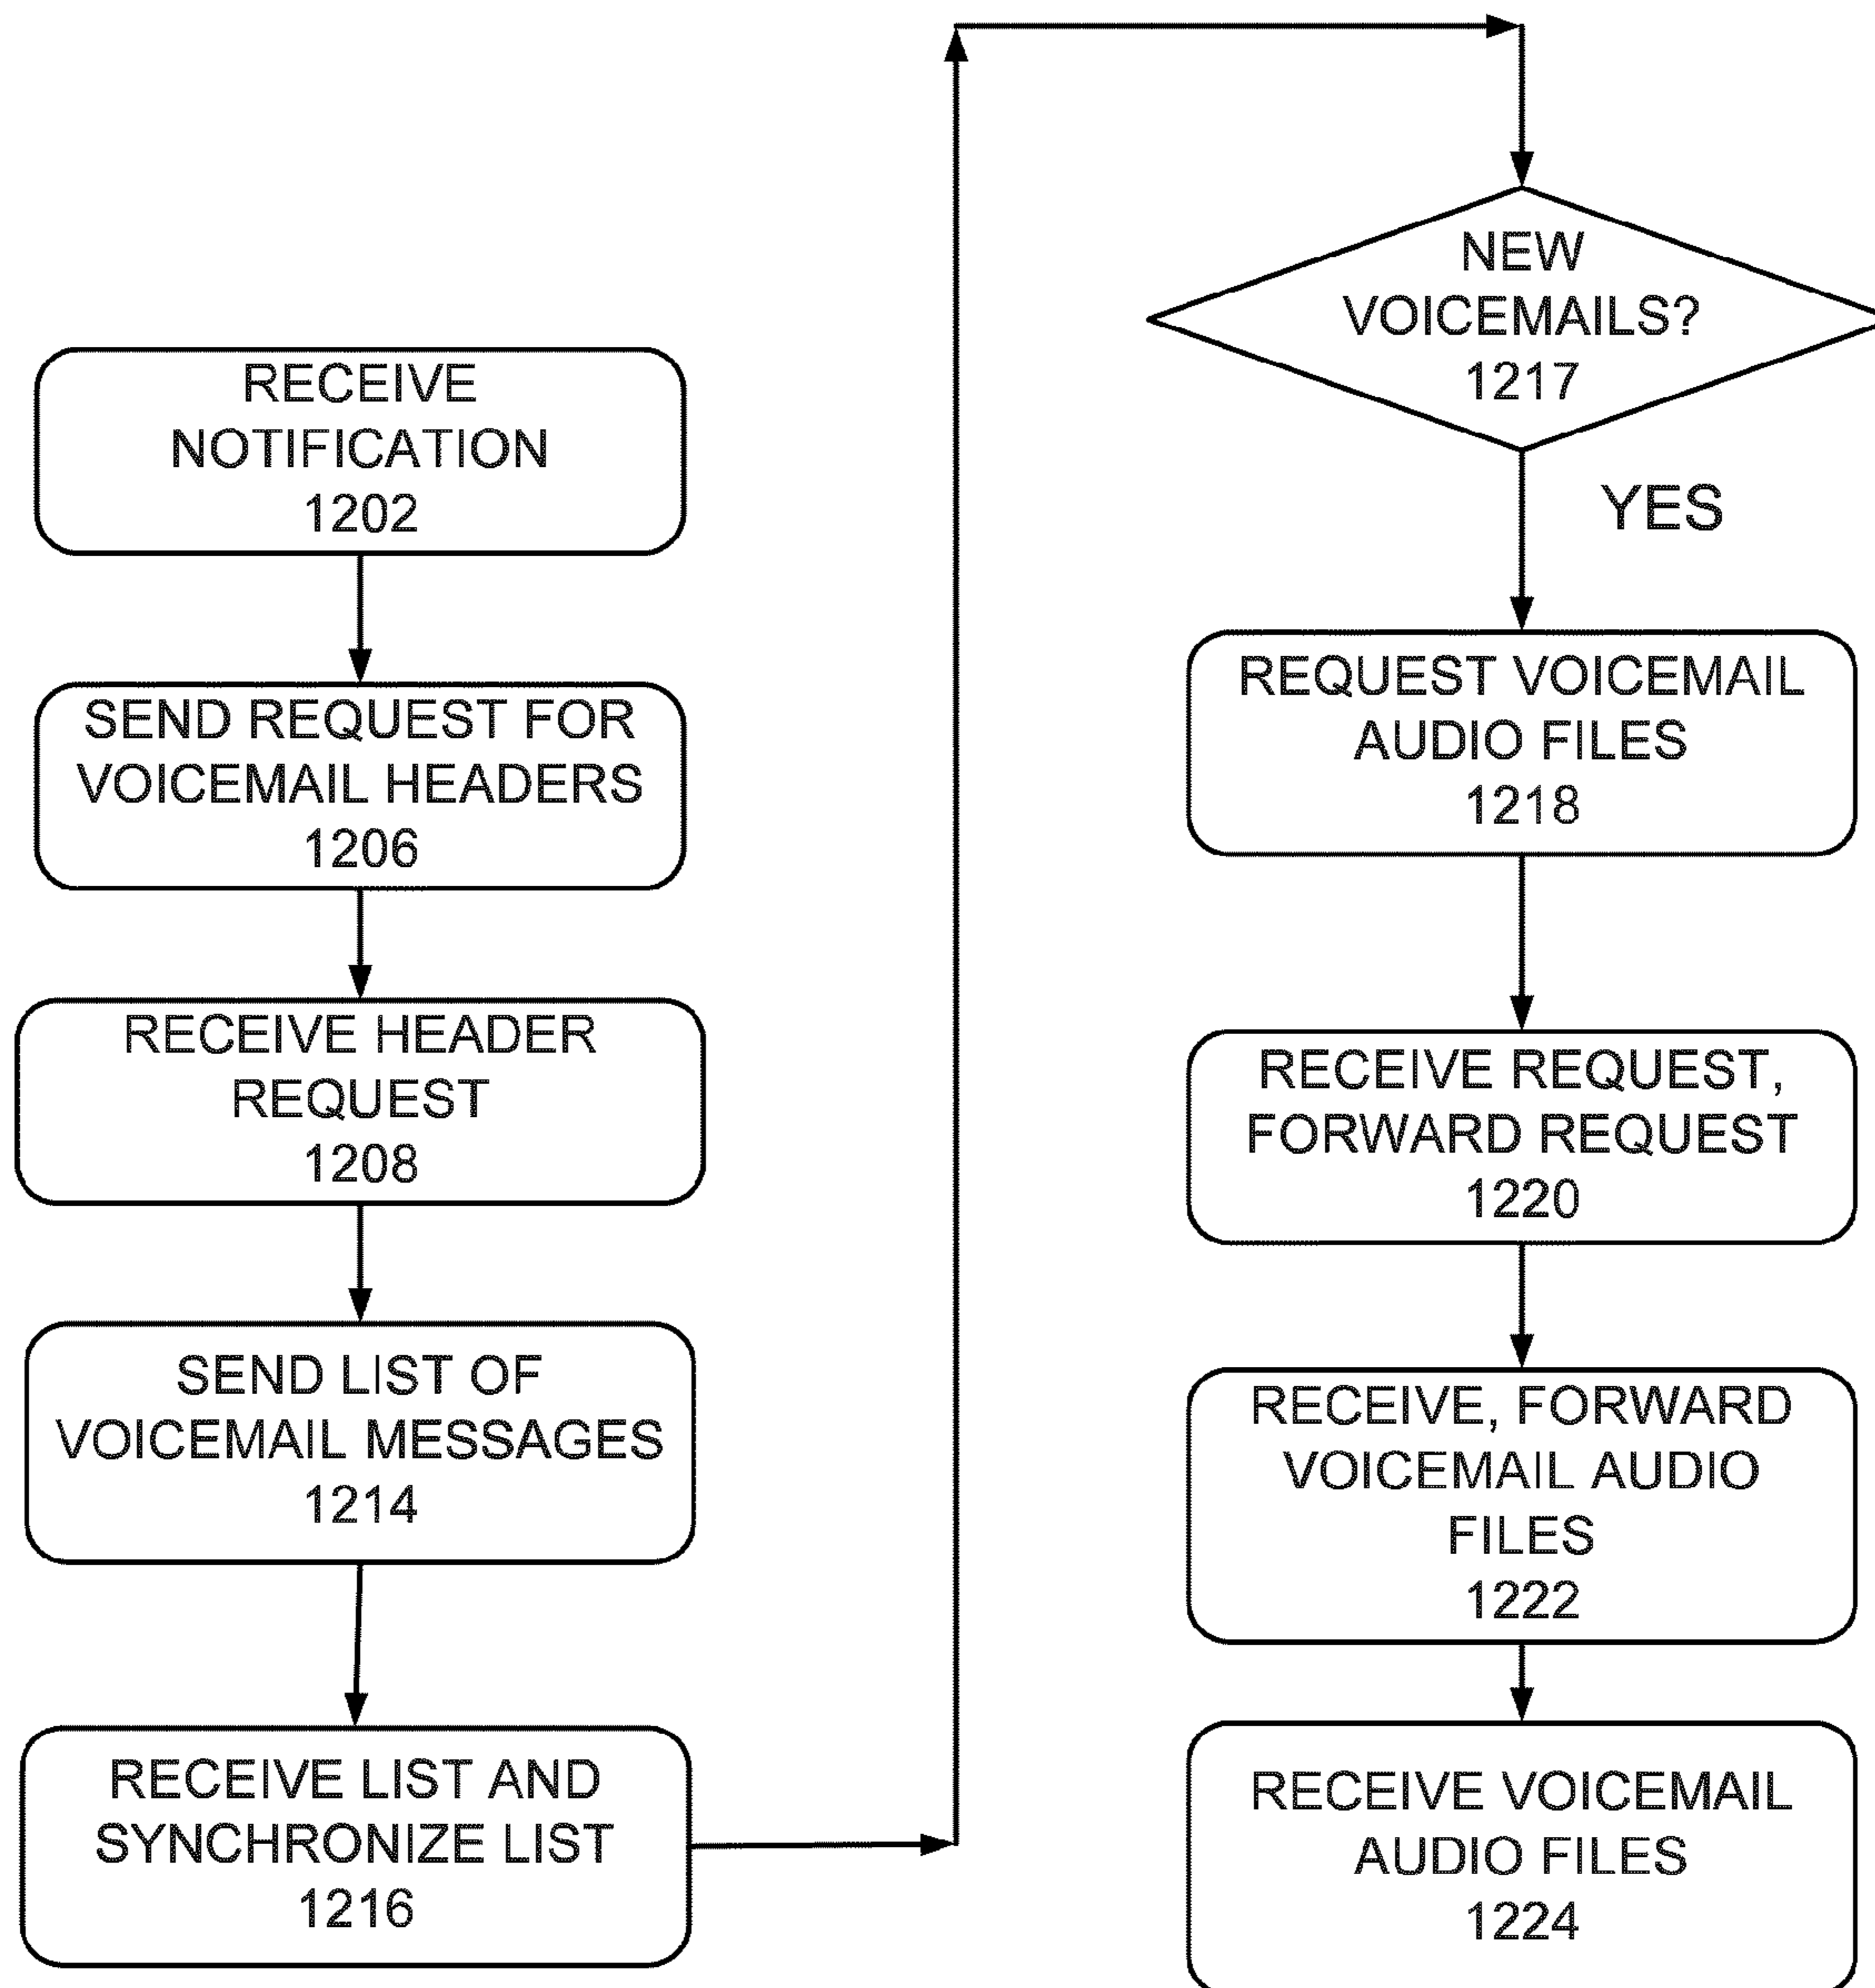 RECEIVE
NOTIFICATION
1202
SEND REQUEST FOR
VOICEMAIL HEADERS
1206
RECEIVE HEADER
REQUEST
1208
SEND LIST OF
VOICEMAIL MESSAGES
1214
RECEIVE LIST AND
SYNCHRONIZE LIST
1216
NEW
VOICEMAILS?
1217
YES
REQUEST VOICEMAIL
AUDIO FILES
1218
RECEIVE REQUEST,
FORWARD REQUEST
1220
RECEIVE, FORWARD
VOICEMAIL AUDIO
FILES
1222
RECEIVE VOICEMAIL
AUDIO FILES
1224